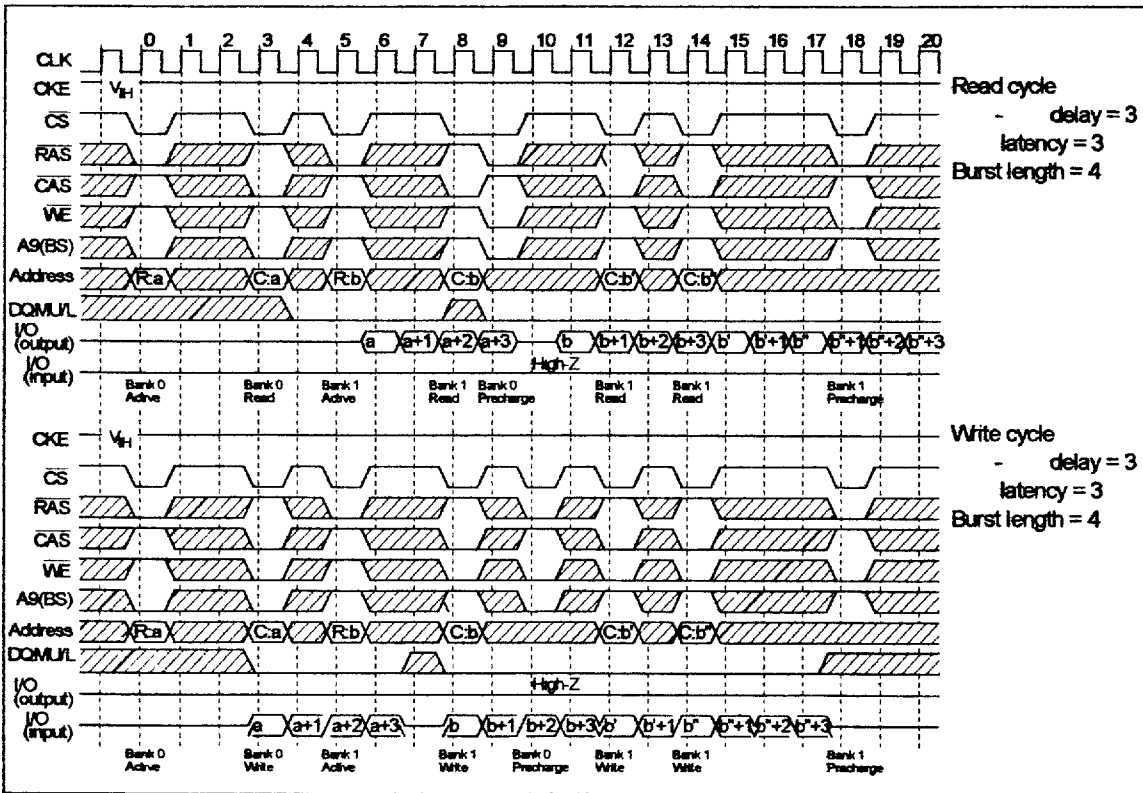 0 1 2 3 4 5 6 7 8 9 10 11 12 13 14 15 16 17 18 19 20
CLK
CKE VIH
CS
RAS
CAS
WE
A9(BS)
Address R:a C:a R:b C:b C:b' C:b"
DQMU/L
I/O (output) a a+1 a+2 a+3 b b+1 b+2 b+3 b' b'+1 b" b"+1 b"+2 b"+3
I/O (input) High-Z
Bank 0 Active Bank 0 Read Bank 1 Active Bank 1 Read Bank 0 Precharge Bank 1 Read Bank 1 Read Bank 1 Precharge
Read cycle
- delay = 3
latency = 3
Burst length = 4
CKE VIH
CS
RAS
CAS
WE
A9(BS)
Address R:a C:a R:b C:b C:b' C:b"
DQMU/L
I/O (output) High-Z
I/O (input) a a+1 a+2 a+3 b b+1 b+2 b+3 b' b'+1 b" b"+1 b"+2 b"+3
Bank 0 Active Bank 0 Write Bank 1 Active Bank 1 Write Bank 0 Precharge Bank 1 Write Bank 1 Write Bank 1 Precharge
Write cycle
- delay = 3
latency = 3
Burst length = 4